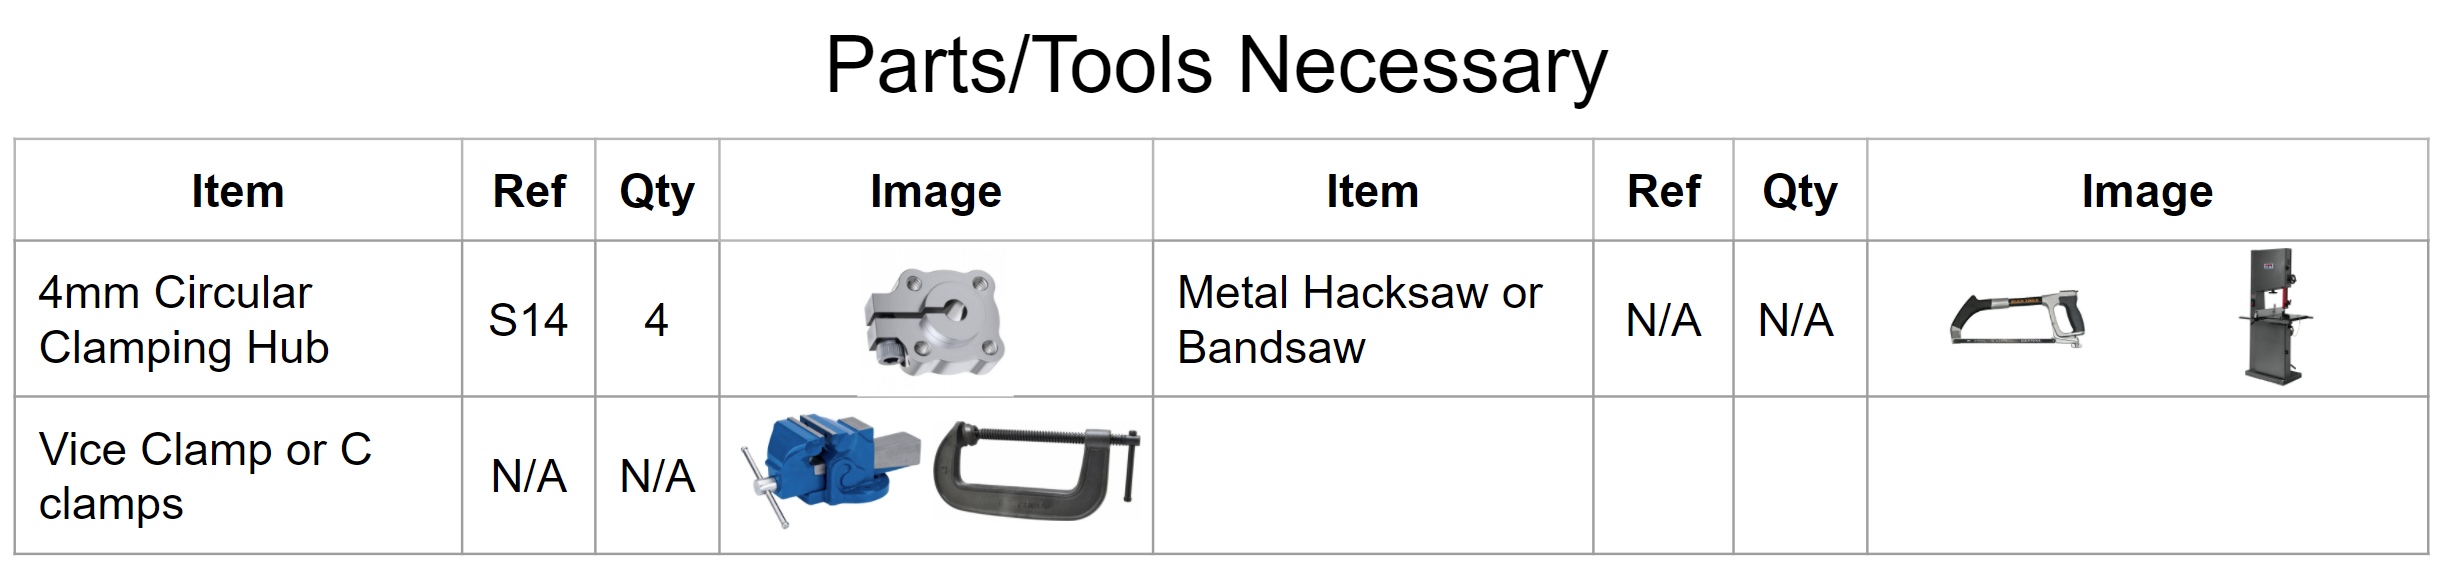 Parts/Tools Necessary
Item Ref Qty Image Item Ref Qty Image
4mm Circular
Clamping Hub
S14 4
Metal Hacksaw or
Bandsaw
N/A N/A
Vice Clamp or C
clamps
N/A N/A